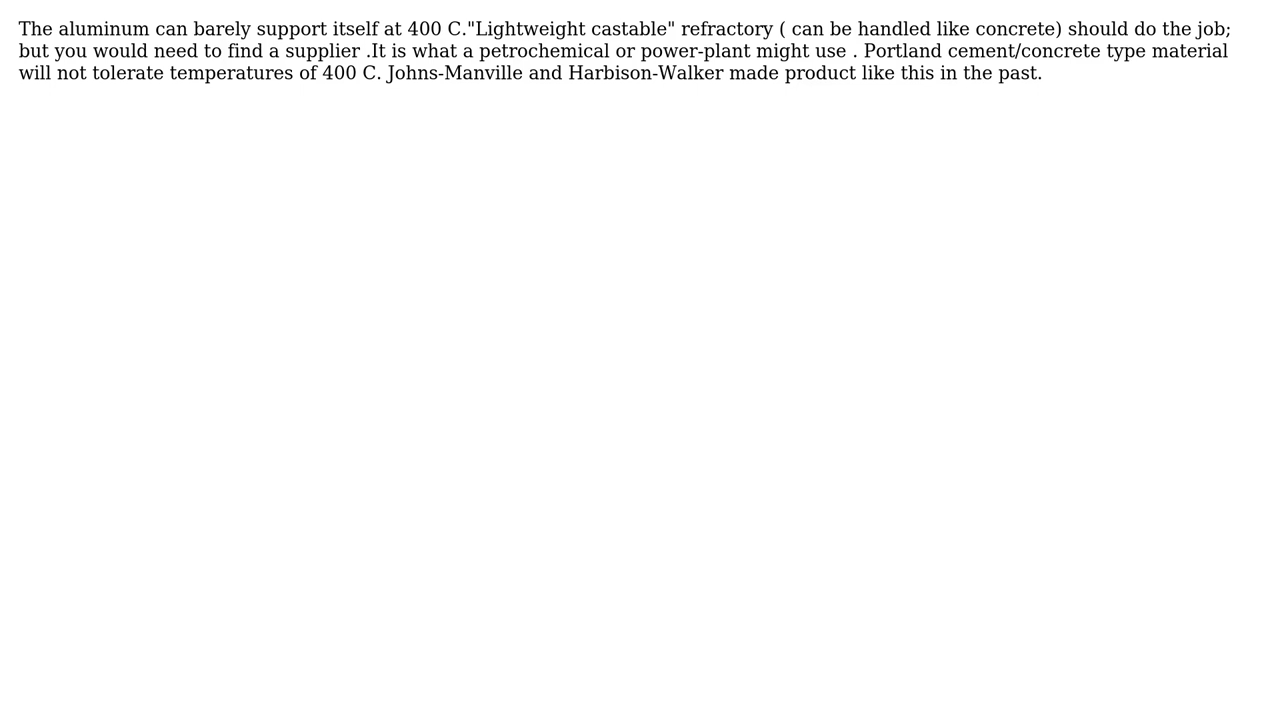 The aluminum can barely support itself at 400 C."Lightweight castable" refractory ( can be handled like concrete) should do the job;
but you would need to find a supplier .It is what a petrochemical or power-plant might use . Portland cement/concrete type material
will not tolerate temperatures of 400 C. Johns-Manville and Harbison-Walker made product like this in the past.